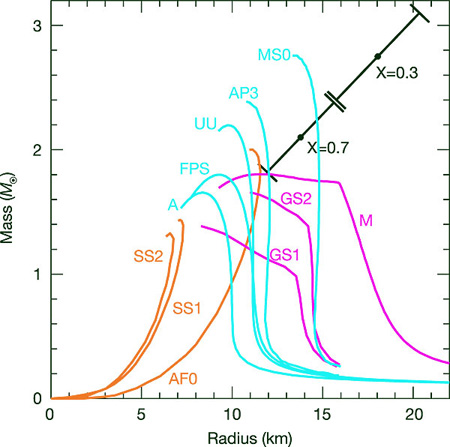 3
2
1
0
Mass (M⊙)
0
5
10
15
20
Radius (km)
MS0
X=0.3
AP3
UU
X=0.7
FPS
A
GS2
M
SS2
GS1
SS1
AF0